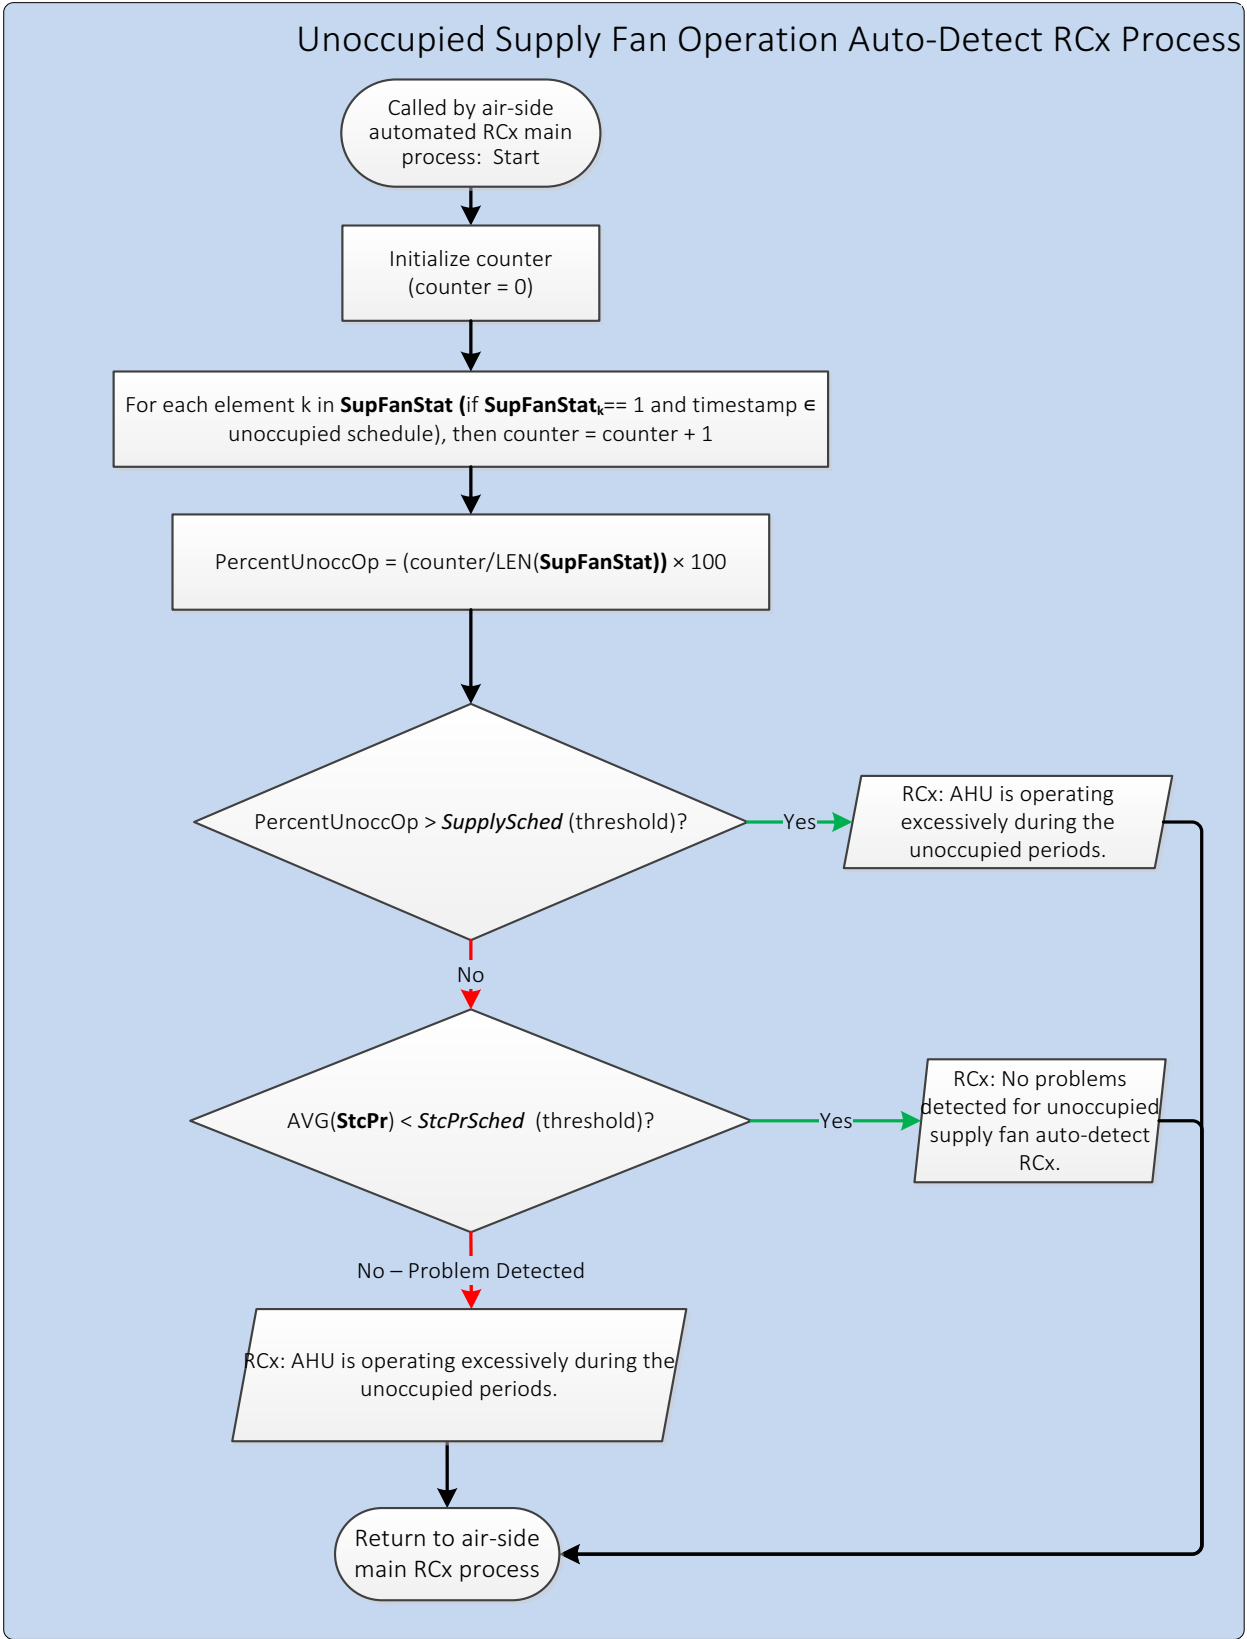 Unoccupied Supply Fan Operation Auto-Detect RCx Process
Called by air-side
automated RCx main
process:  Start
Initialize counter
(counter = 0)
For each element k in SupFanStat (if SupFanStatₖ== 1 and timestamp ∈
unoccupied schedule), then counter = counter + 1
PercentUnoccOp = (counter/LEN(SupFanStat)) × 100
PercentUnoccOp > SupplySched (threshold)?
Yes
RCx: AHU is operating
excessively during the
unoccupied periods.
No
AVG(StcPr) < StcPrSched  (threshold)?
Yes
RCx: No problems
detected for unoccupied
supply fan auto-detect
RCx.
No – Problem Detected
RCx: AHU is operating excessively during the
unoccupied periods.
Return to air-side
main RCx process